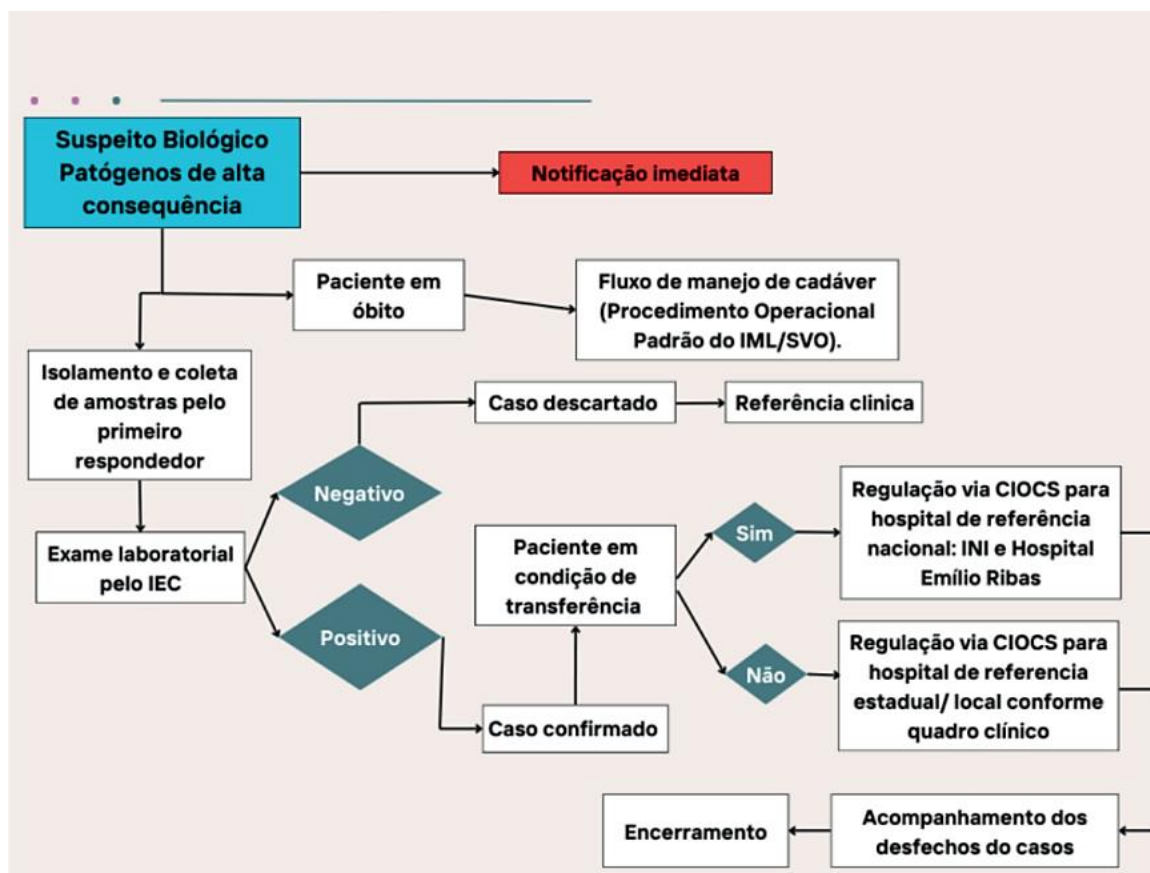 Suspeito Biológico
Patógenos de alta
consequência
Notificação imediata
Paciente em
óbito
Fluxo de manejo de cadáver
(Procedimento Operacional
Padrão do IML/SVO).
Isolamento e coleta
de amostras pelo
primeiro
respondedor
Caso descartado
Referência clinica
Negativo
Exame laboratorial
pelo IEC
Positivo
Caso confirmado
Paciente em
condição de
transferência
Sim
Regulação via CIOCS para
hospital de referência
nacional: INI e Hospital
Emílio Ribas
Não
Regulação via CIOCS para
hospital de referencia
estadual/ local conforme
quadro clínico
Acompanhamento dos
desfechos do casos
Encerramento